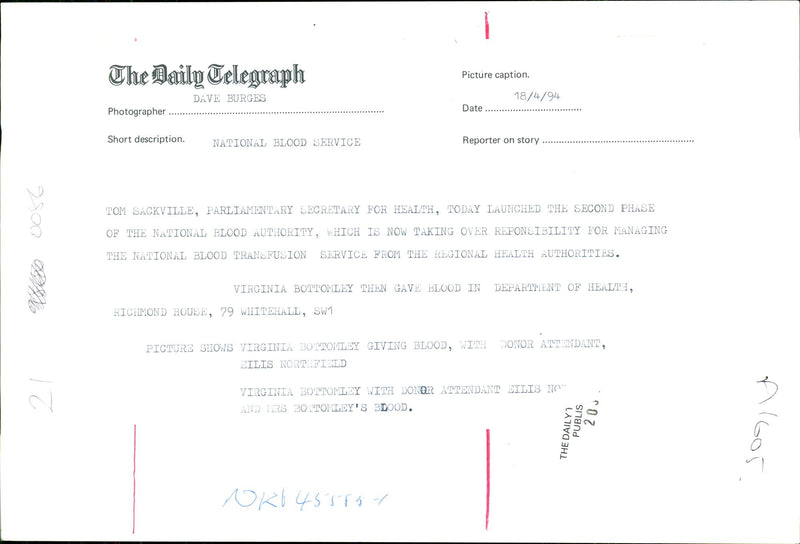 The Daily Telegraph
Picture caption.
DAVE BURGES
18/4/94
Photographer
Date
Short description. NATIONAL BLOOD SERVICE
Reporter on story
TOM SACKVILLE, PARLIAMENTARY SECRETARY FOR HEALTH, TODAY LAUNCHED THE SECOND PHASE
OF THE NATIONAL BLOOD AUTHORITY, WHICH IS NOW TAKING OVER REPONSIBILITY FOR MANAGING
THE NATIONAL BLOOD TRANSFUSION SERVICE FROM THE REGIONAL HEALTH AUTHORITIES.
VIRGINIA BOTTOMLEY THEN GAVE BLOOD IN DEPARTMENT OF HEALTH,
RICHMOND HOUSE, 79 WHITEHALL, SW1
PICTURE SHOWS VIRGINIA BOTTOMLEY GIVING BLOOD, WITH DONOR ATTENDANT,
EILIS NORTHFIELD
VIRGINIA BOTTOMLEY WITH DONOR ATTENDANT EILIS NO
AND MRS BOTTOMLEY'S BLOOD.
THE DAILY
PUBLIS
20
0056
21